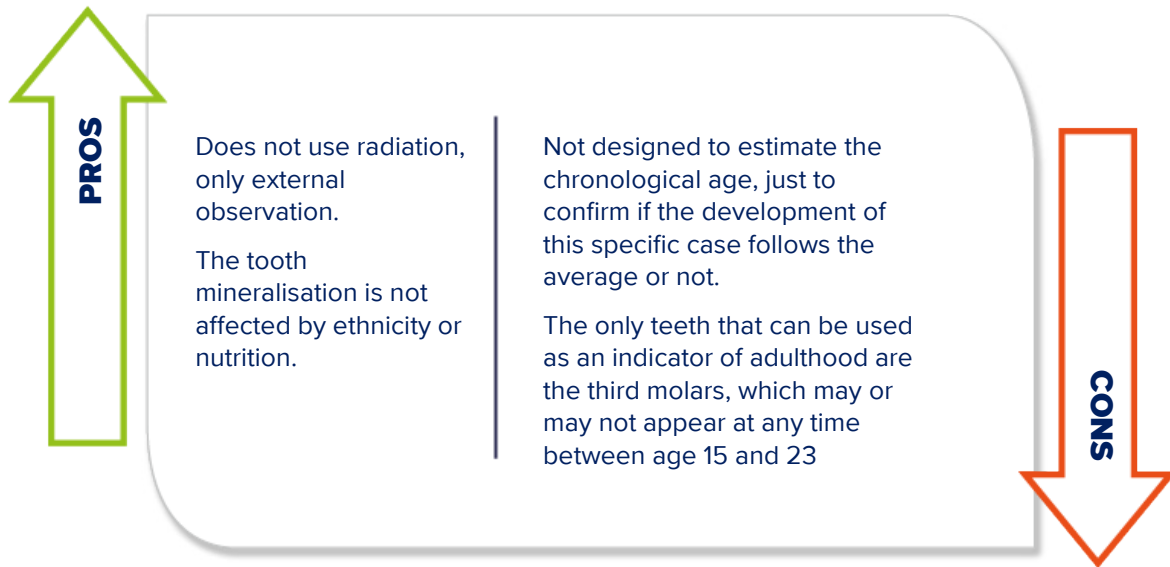 PROS
Does not use radiation,
only external
observation.
The tooth
mineralisation is not
affected by ethnicity or
nutrition.
Not designed to estimate the
chronological age, just to
confirm if the development of
this specific case follows the
average or not.
The only teeth that can be used
as an indicator of adulthood are
the third molars, which may or
may not appear at any time
between age 15 and 23
CONS